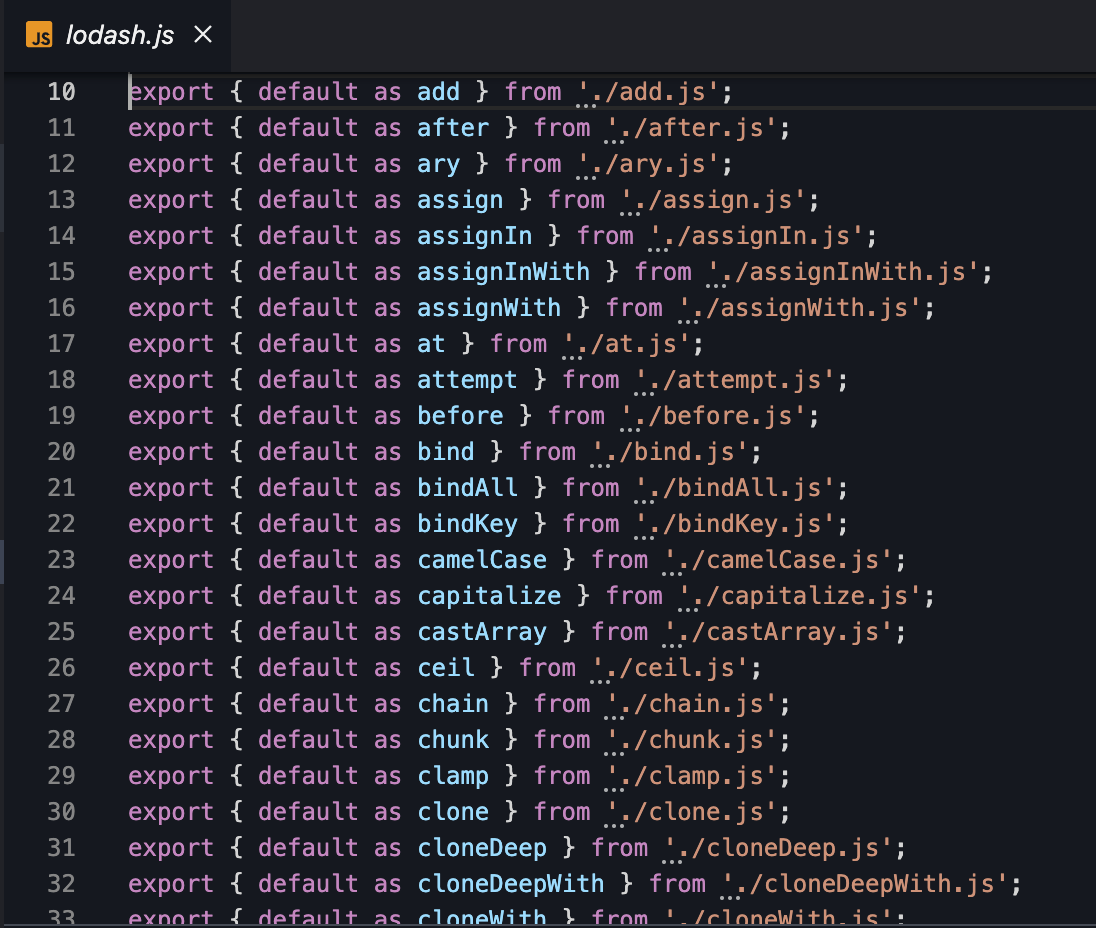 JS lodash.js ×
10 export { default as add } from './add.js';
11 export { default as after } from './after.js';
12 export { default as ary } from './ary.js';
13 export { default as assign } from './assign.js';
14 export { default as assignIn } from './assignIn.js';
15 export { default as assignInWith } from './assignInWith.js';
16 export { default as assignWith } from './assignWith.js';
17 export { default as at } from './at.js';
18 export { default as attempt } from './attempt.js';
19 export { default as before } from './before.js';
20 export { default as bind } from './bind.js';
21 export { default as bindAll } from './bindAll.js';
22 export { default as bindKey } from './bindKey.js';
23 export { default as camelCase } from './camelCase.js';
24 export { default as capitalize } from './capitalize.js';
25 export { default as castArray } from './castArray.js';
26 export { default as ceil } from './ceil.js';
27 export { default as chain } from './chain.js';
28 export { default as chunk } from './chunk.js';
29 export { default as clamp } from './clamp.js';
30 export { default as clone } from './clone.js';
31 export { default as cloneDeep } from './cloneDeep.js';
32 export { default as cloneDeepWith } from './cloneDeepWith.js';
33 export { default as cloneWith } from './cloneWith.js';